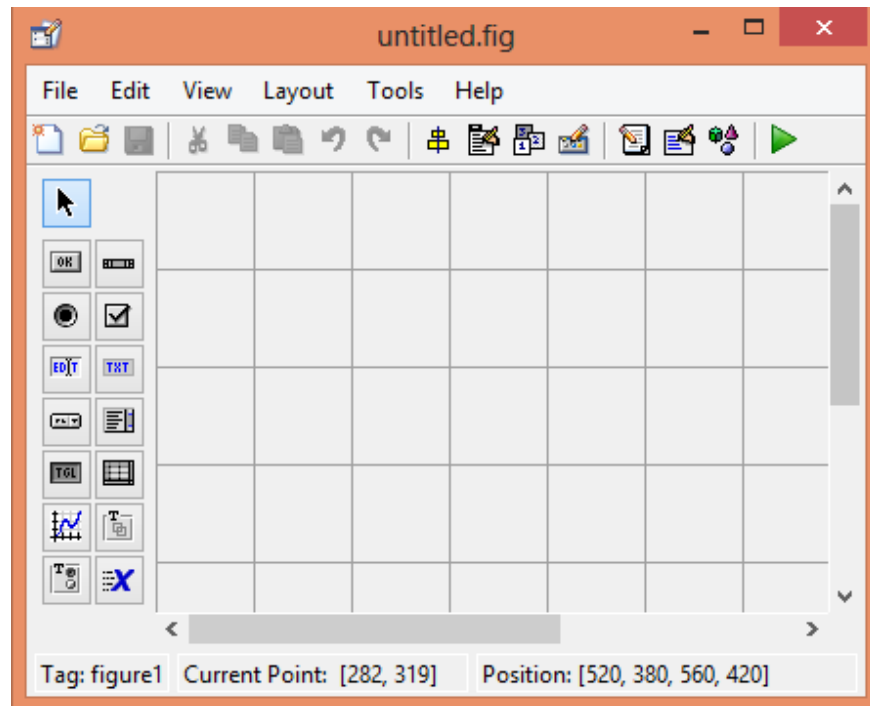 untitled.fig
File Edit View Layout Tools Help
OK
EDIT TXT
TGL
T
T X
Tag: figure1 Current Point: [282, 319] Position: [520, 380, 560, 420]